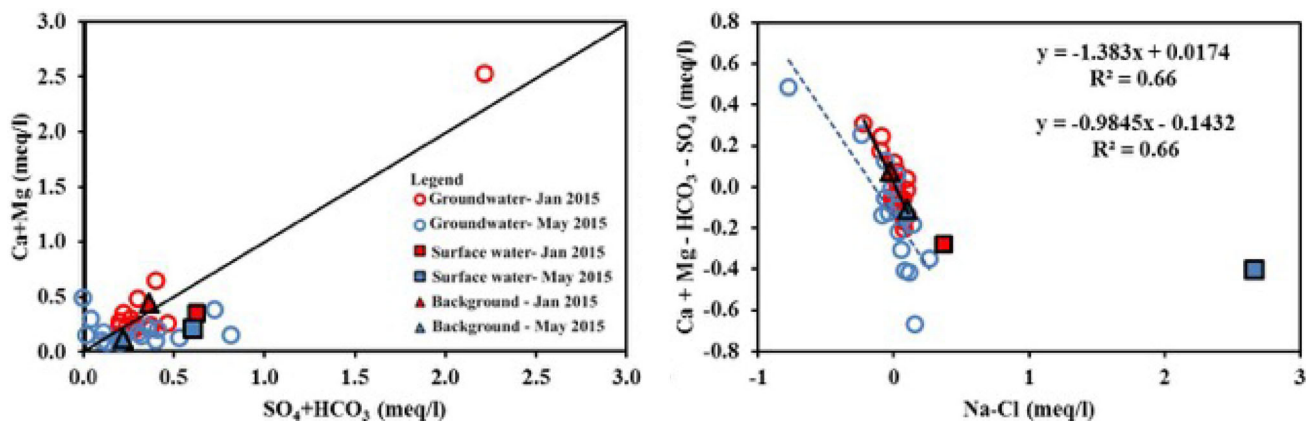 3.0
2.5
2.0
1.5
1.0
0.5
0.0
Ca+Mg (meq/l)
Legend
Groundwater- Jan 2015
Groundwater- May 2015
Surface water- Jan 2015
Surface water- May 2015
Background - Jan 2015
Background - May 2015
0.0 0.5 1.0 1.5 2.0 2.5 3.0
SO₄+HCO₃ (meq/l)
0.8
0.6
0.4
0.2
0.0
-0.2
-0.4
-0.6
-0.8
Ca + Mg - HCO₃ - SO₄ (meq/l)
y = -1.383x + 0.0174
R² = 0.66
y = -0.9845x - 0.1432
R² = 0.66
-1 0 1 2 3
Na-Cl (meq/l)